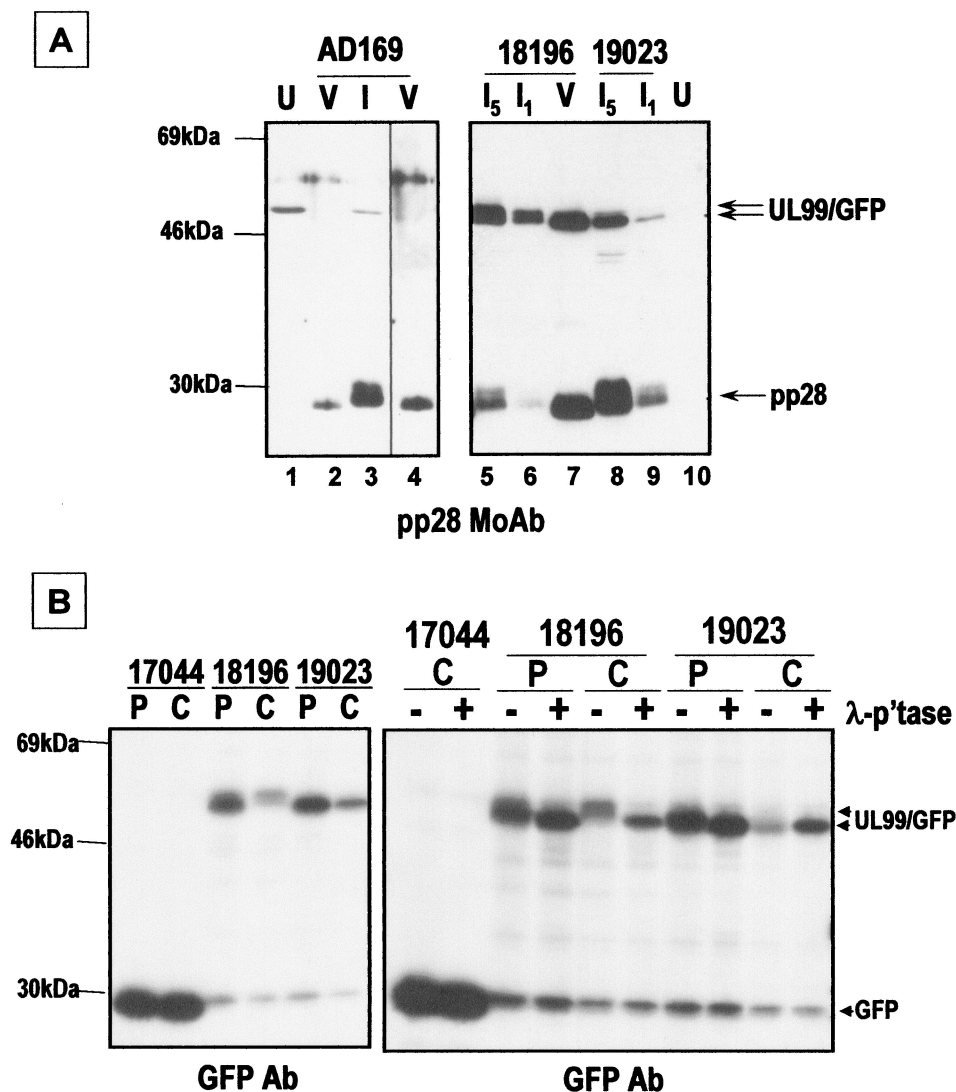 A
AD169
18196 19023
U V I V
I5 I1 V I5 I1 U
69kDa
46kDa
30kDa
UL99/GFP
pp28
1 2 3 4 5 6 7 8 9 10
pp28 MoAb
B
17044 18196 19023
P C P C P C
17044 18196 19023
C P C P C
- + - + - + - + - + λ-p'tase
69kDa
46kDa
30kDa
UL99/GFP
GFP
GFP Ab GFP Ab